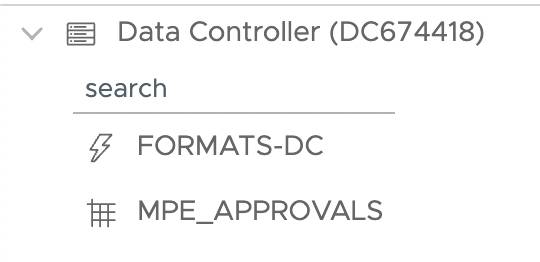 Data Controller (DC674418)
search
FORMATS-DC
MPE_APPROVALS